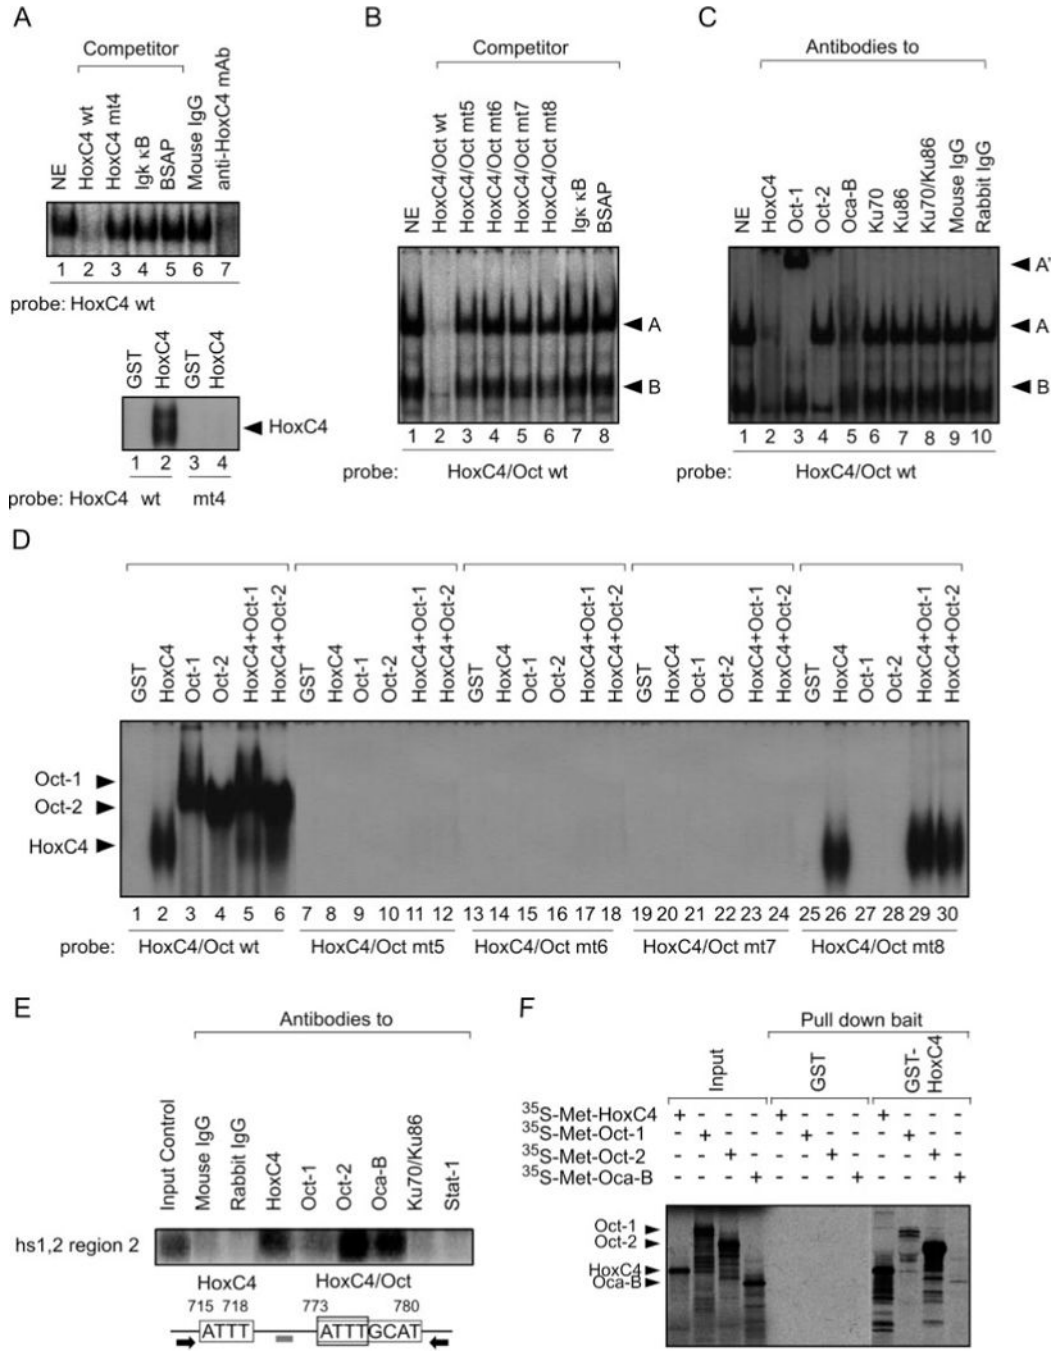 A
Competitor
NE
HoxC4 wt
HoxC4 mt4
Igk κB
BSAP
Mouse IgG
anti-HoxC4 mAb
1 2 3 4 5 6 7
probe: HoxC4 wt
GST
HoxC4
GST
HoxC4
HoxC4
1 2 3 4
probe: HoxC4 wt mt4
B
Competitor
NE
HoxC4/Oct wt
HoxC4/Oct mt5
HoxC4/Oct mt6
HoxC4/Oct mt7
HoxC4/Oct mt8
Igκ κB
BSAP
A
B
1 2 3 4 5 6 7 8
probe: HoxC4/Oct wt
C
Antibodies to
NE
HoxC4
Oct-1
Oct-2
Oca-B
Ku70
Ku86
Ku70/Ku86
Mouse IgG
Rabbit IgG
A'
A
B
1 2 3 4 5 6 7 8 9 10
HoxC4/Oct wt
D
GST
HoxC4
Oct-1
Oct-2
HoxC4+Oct-1
HoxC4+Oct-2
GST
HoxC4
Oct-1
Oct-2
HoxC4+Oct-1
HoxC4+Oct-2
GST
HoxC4
Oct-1
Oct-2
HoxC4+Oct-1
HoxC4+Oct-2
GST
HoxC4
Oct-1
Oct-2
HoxC4+Oct-1
HoxC4+Oct-2
GST
HoxC4
Oct-1
Oct-2
HoxC4+Oct-1
HoxC4+Oct-2
Oct-1
Oct-2
HoxC4
1 2 3 4 5 6 7 8 9 10 11 12 13 14 15 16 17 18 19 20 21 22 23 24 25 26 27 28 29 30
probe: HoxC4/Oct wt HoxC4/Oct mt5 HoxC4/Oct mt6 HoxC4/Oct mt7 HoxC4/Oct mt8
E
Antibodies to
Input Control
Mouse IgG
Rabbit IgG
HoxC4
Oct-1
Oct-2
Oca-B
Ku70/Ku86
Stat-1
hs1,2 region 2
HoxC4 HoxC4/Oct
715 718 773 780
ATTT ATTTGCAT
F
Pull down bait
Input
GST
GST-HoxC4
35S-Met-HoxC4 + - - - + - - - + - - -
35S-Met-Oct-1 - + - - - + - - - + - -
35S-Met-Oct-2 - - + - - - + - - - + -
35S-Met-Oca-B - - - + - - - + - - - +
Oct-1
Oct-2
HoxC4
Oca-B